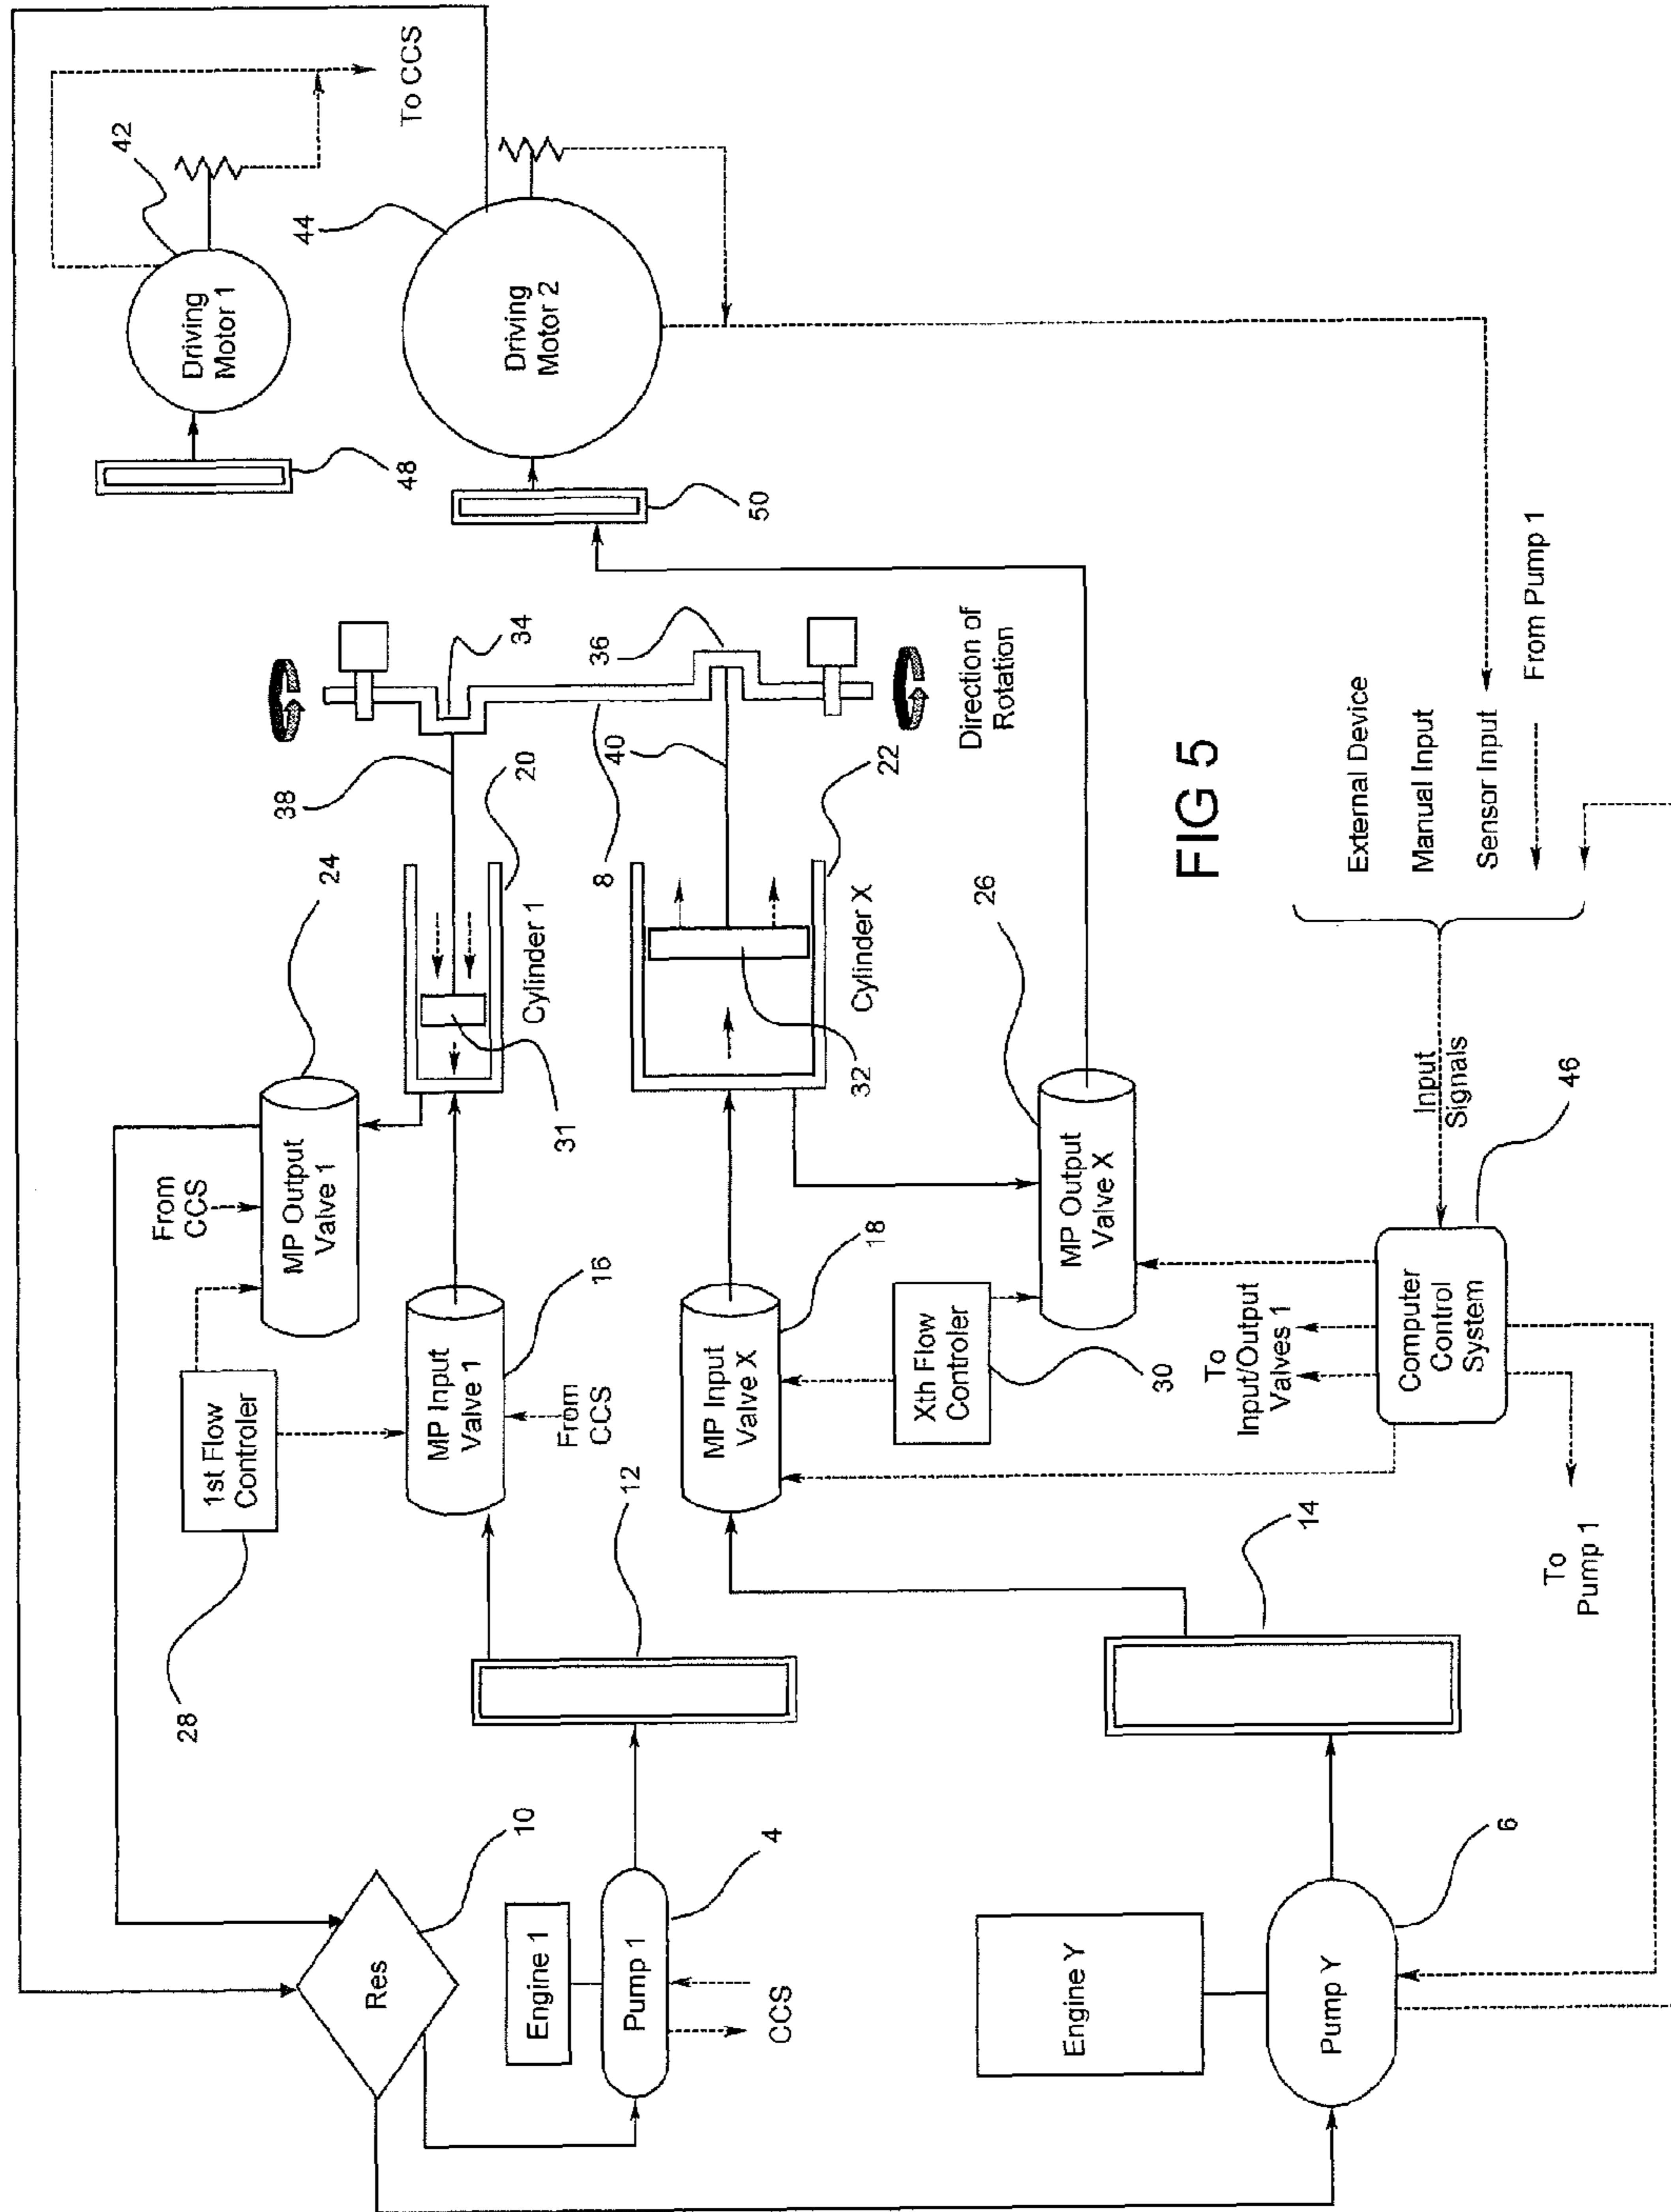 To CCS
42
Driving
Motor 1
48
44
Driving
Motor 2
50
34
36
38
40
8
Direction of
Rotation
20
Cylinder 1
31
22
Cylinder X
32
24
MP Output
Valve 1
From
CCS
1st Flow
Controler
28
MP Input
Valve 1
16
From
CCS
12
MP Input
Valve X
18
Xth Flow
Controler
30
MP Output
Valve X
26
FIG 5
External Device
Manual Input
Sensor Input
From Pump 1
Input
Signals
46
Computer
Control
System
To
Input/Output
Valves 1
To
Pump 1
14
10
Res
Engine 1
Pump 1
4
CCS
Engine Y
Pump Y
6